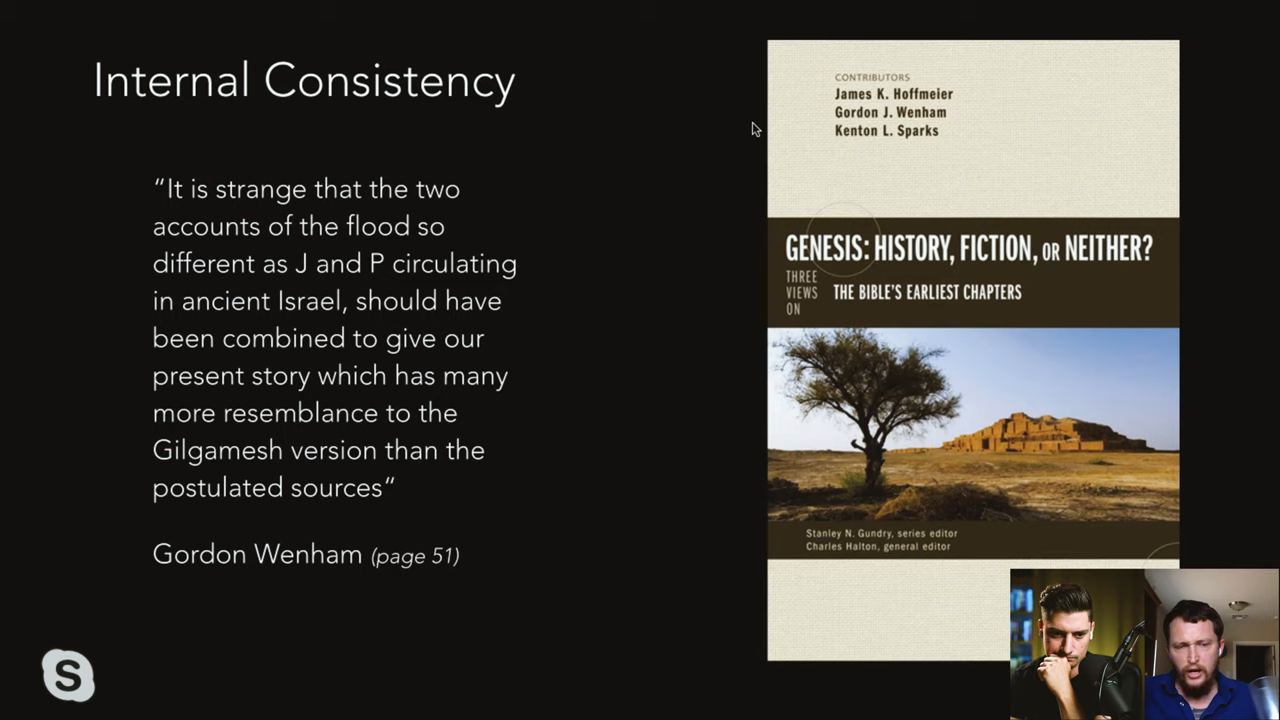 Internal Consistency
“It is strange that the two
accounts of the flood so
different as J and P circulating
in ancient Israel, should have
been combined to give our
present story which has many
more resemblance to the
Gilgamesh version than the
postulated sources“
Gordon Wenham (page 51)
CONTRIBUTORS
James K. Hoffmeier
Gordon J. Wenham
Kenton L. Sparks
GENESIS: HISTORY, FICTION, OR NEITHER?
THREE
VIEWS
ON
THE BIBLE'S EARLIEST CHAPTERS
Stanley N. Gundry, series editor
Charles Halton, general editor
S